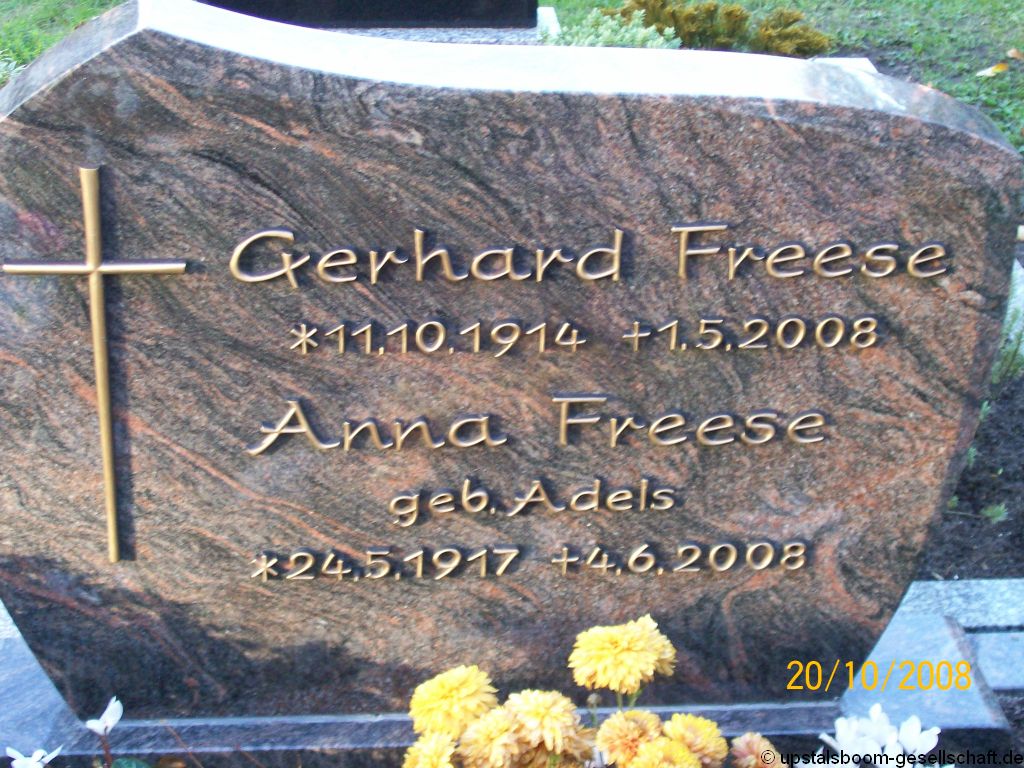 Gerhard Freese
*11.10.1914 +1.5.2008
Anna Freese
geb. Adels
*24.5.1917 +4.6.2008
20/10/2008
© upstalsboom-gesellschaft.de